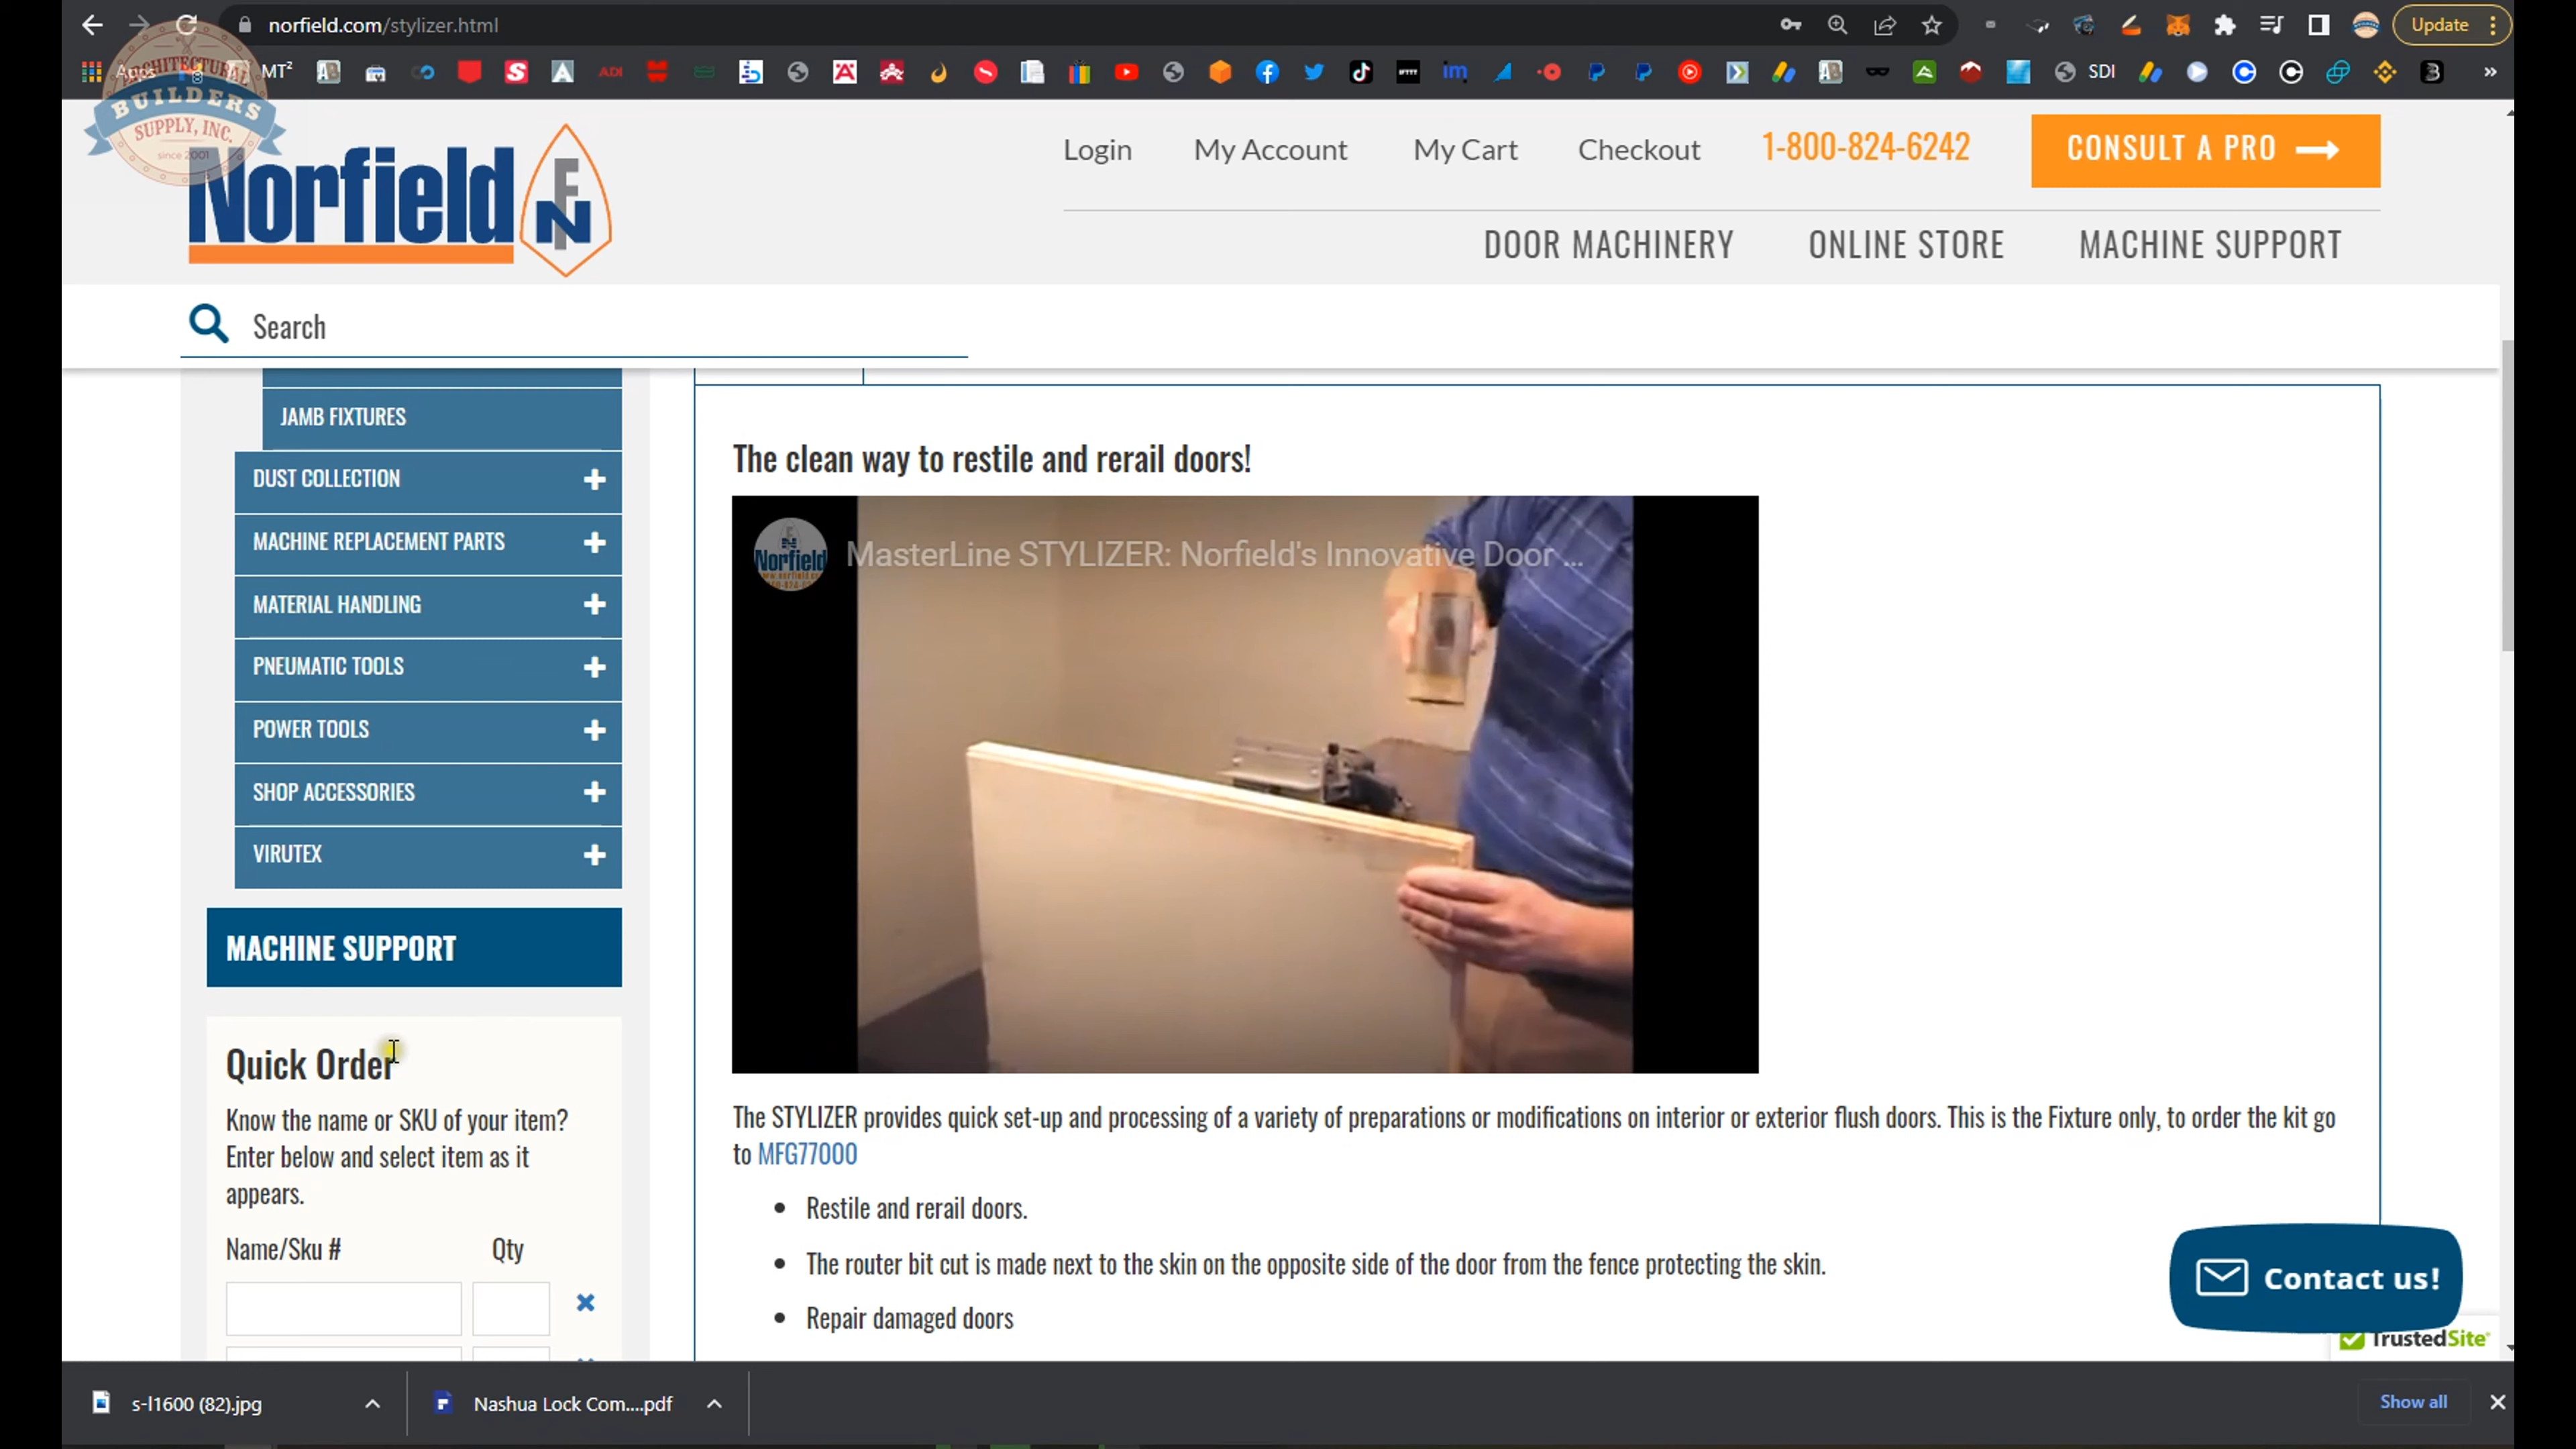 norfield.com/stylizer.html
Update
Apps
MT²
ADI
SDI
ARCHITECTURAL
BUILDERS
SUPPLY, INC.
since 2001
Norfield
FN
Login
My Account
My Cart
Checkout
1-800-824-6242
CONSULT A PRO
DOOR MACHINERY
ONLINE STORE
MACHINE SUPPORT
Search
JAMB FIXTURES
DUST COLLECTION
MACHINE REPLACEMENT PARTS
MATERIAL HANDLING
PNEUMATIC TOOLS
POWER TOOLS
SHOP ACCESSORIES
VIRUTEX
MACHINE SUPPORT
Quick Order
Know the name or SKU of your item?
Enter below and select item as it
appears.
Name/Sku #
Qty
The clean way to restile and rerail doors!
Norfield
MasterLine STYLIZER: Norfield's Innovative Door ...
The STYLIZER provides quick set-up and processing of a variety of preparations or modifications on interior or exterior flush doors. This is the Fixture only, to order the kit go
to MFG77000
• Restile and rerail doors.
• The router bit cut is made next to the skin on the opposite side of the door from the fence protecting the skin.
• Repair damaged doors
Contact us!
TrustedSite
s-l1600 (82).jpg
Nashua Lock Com....pdf
Show all